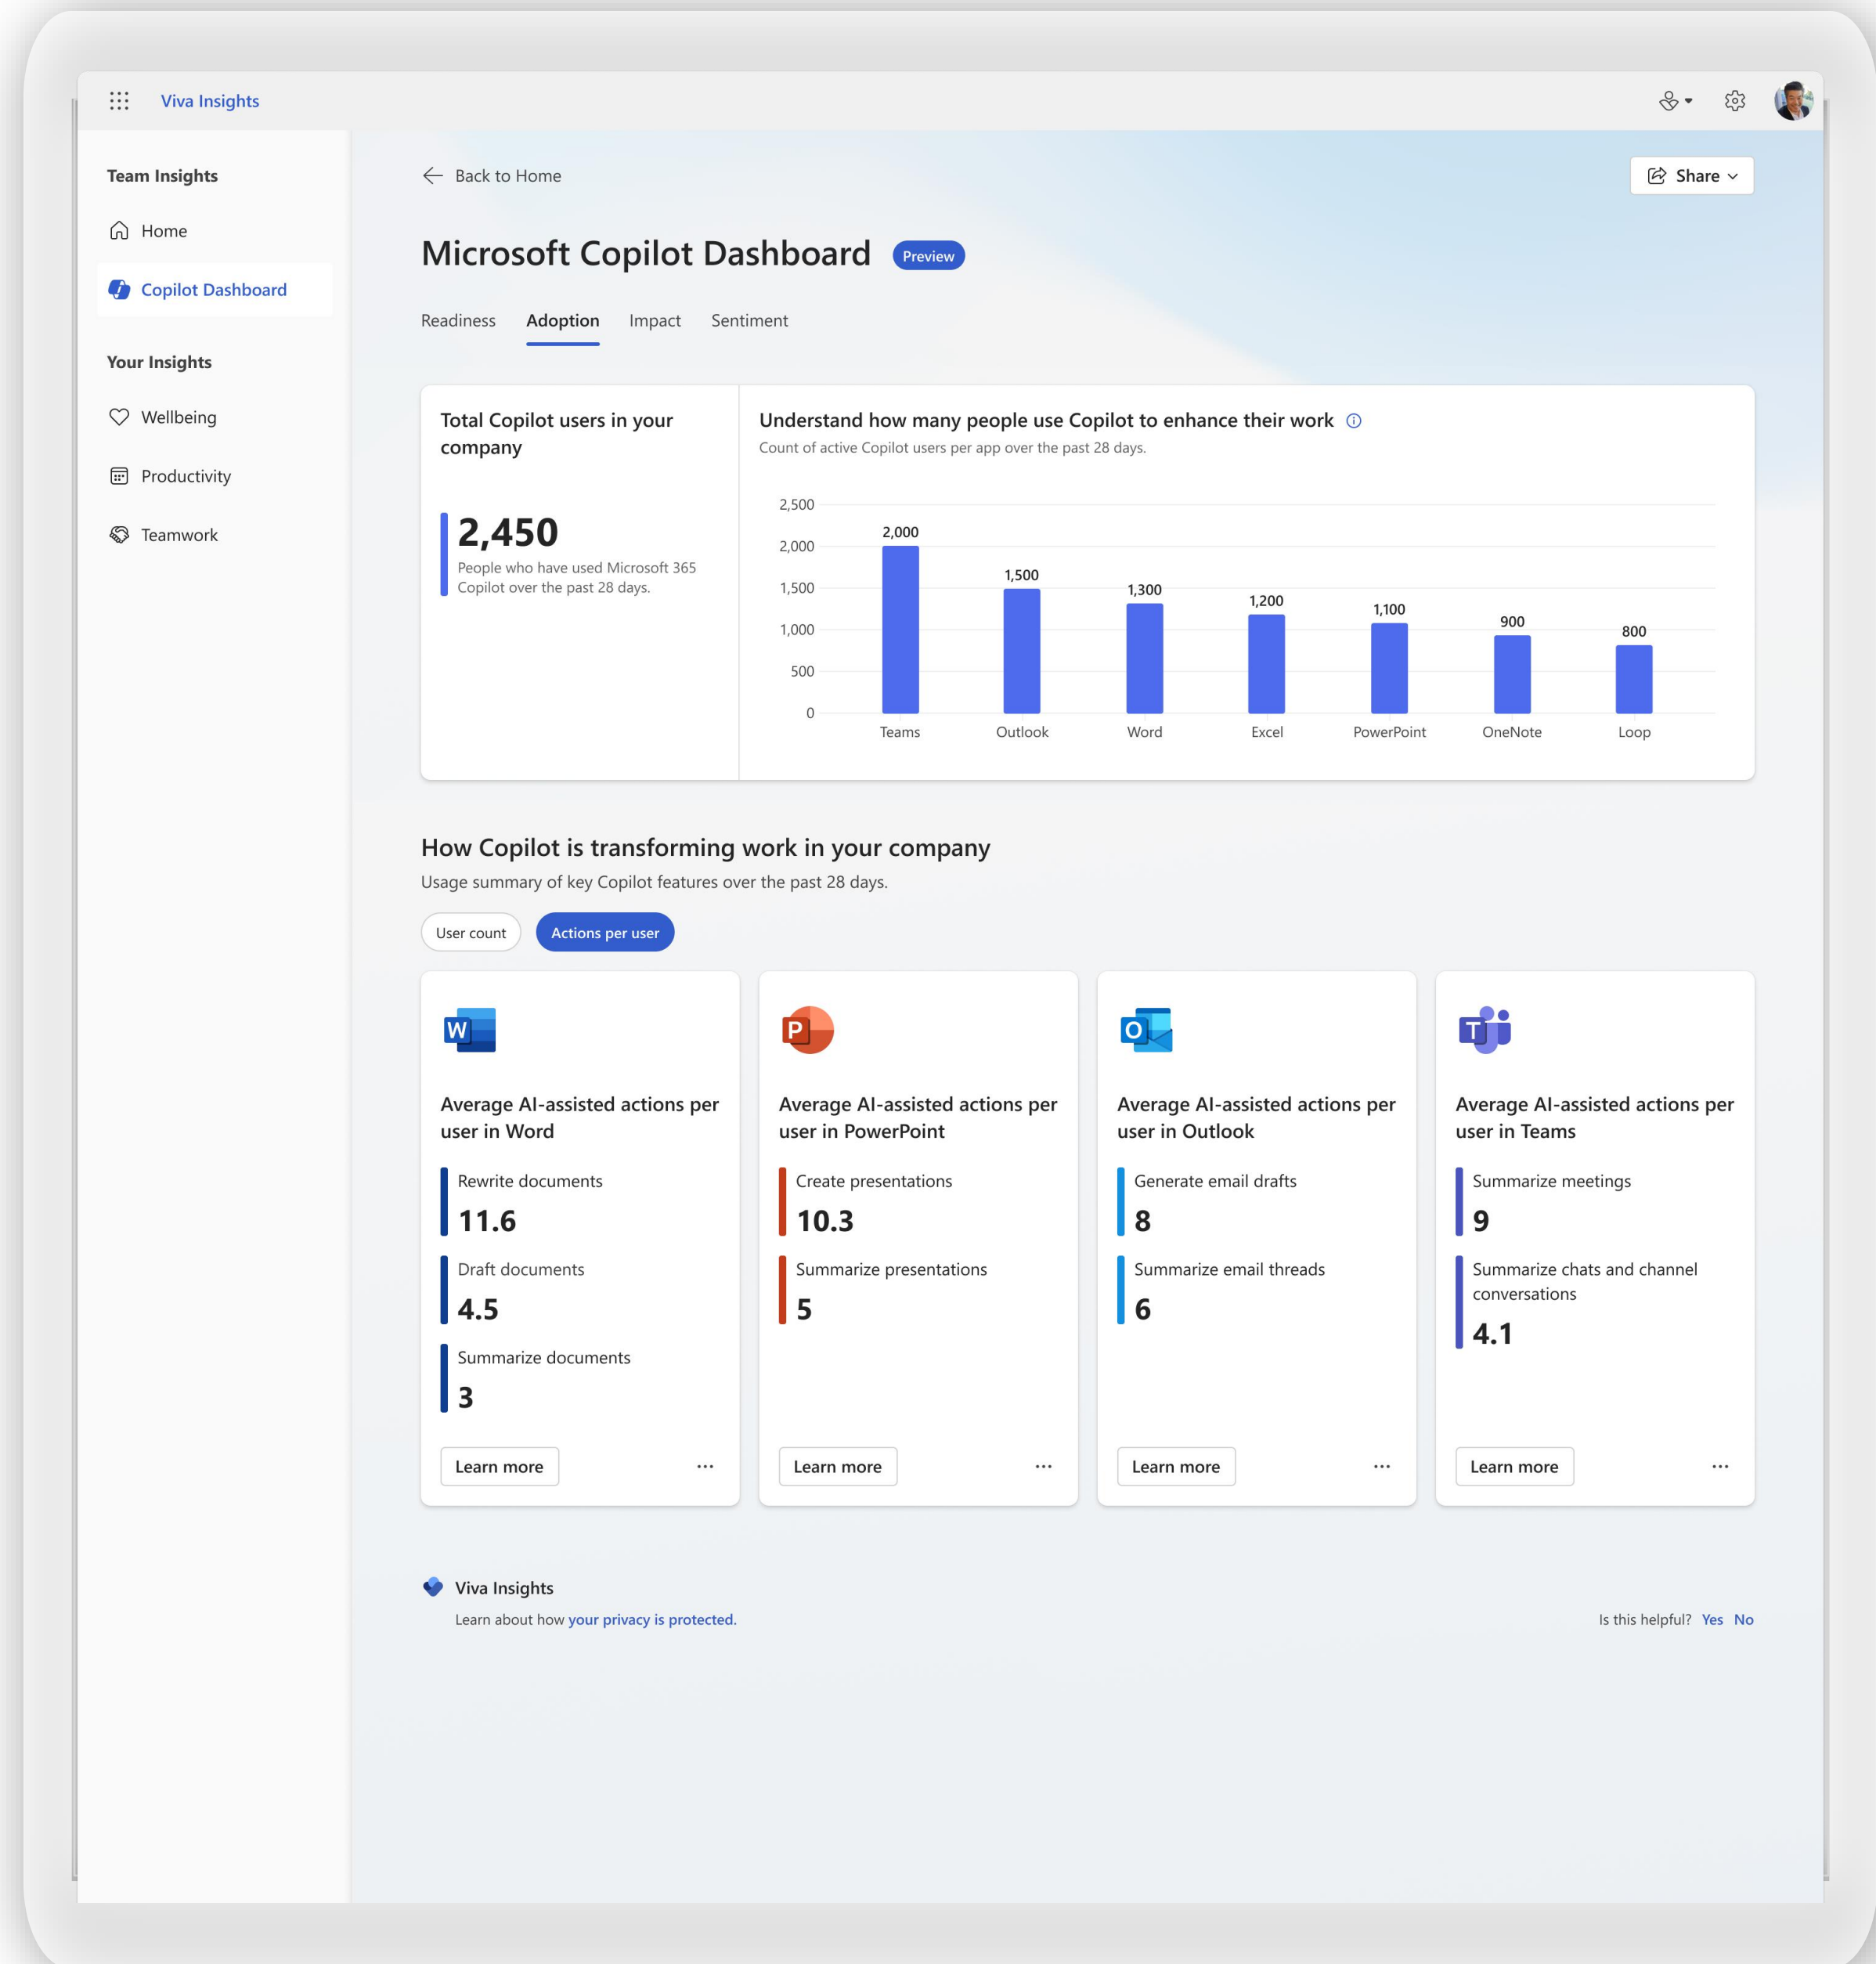 Viva Insights
Team Insights
Home
Copilot Dashboard
Your Insights
Wellbeing
Productivity
Teamwork
Back to Home
Share
Microsoft Copilot Dashboard
Preview
Readiness Adoption Impact Sentiment
Total Copilot users in your
company
2,450
People who have used Microsoft 365
Copilot over the past 28 days.
Understand how many people use Copilot to enhance their work
Count of active Copilot users per app over the past 28 days.
2,500
2,000
1,500
1,000
500
0
2,000
1,500
1,300
1,200
1,100
900
800
Teams Outlook Word Excel PowerPoint OneNote Loop
How Copilot is transforming work in your company
Usage summary of key Copilot features over the past 28 days.
User count Actions per user
W
Average AI-assisted actions per
user in Word
Rewrite documents
11.6
Draft documents
4.5
Summarize documents
3
Learn more
P
Average AI-assisted actions per
user in PowerPoint
Create presentations
10.3
Summarize presentations
5
Learn more
O
Average AI-assisted actions per
user in Outlook
Generate email drafts
8
Summarize email threads
6
Learn more
T
Average AI-assisted actions per
user in Teams
Summarize meetings
9
Summarize chats and channel
conversations
4.1
Learn more
Viva Insights
Learn about how your privacy is protected.
Is this helpful? Yes No